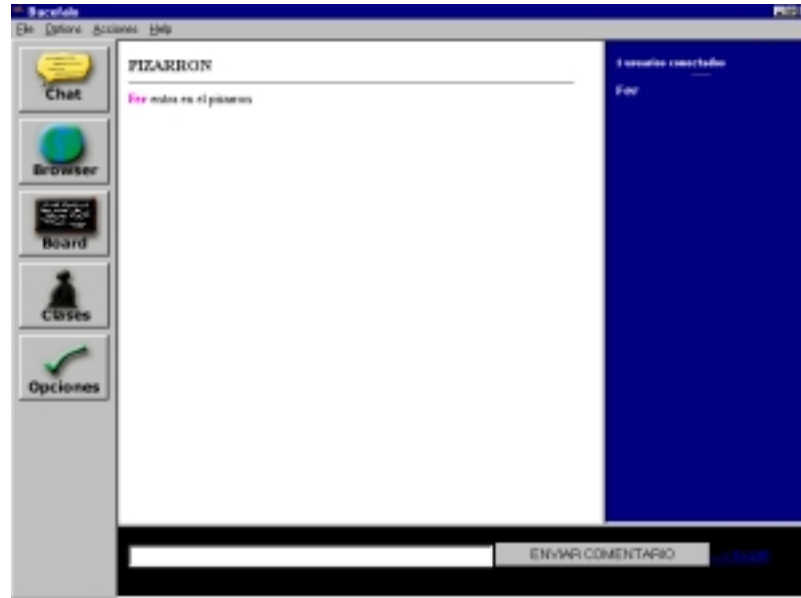 Bucefalo
File Options Acciones Help
Chat
Browser
Board
Clases
Opciones
PIZARRON
Fer estas en el pizarron
1 usuarios conectados
Fer
ENVIAR COMENTARIO